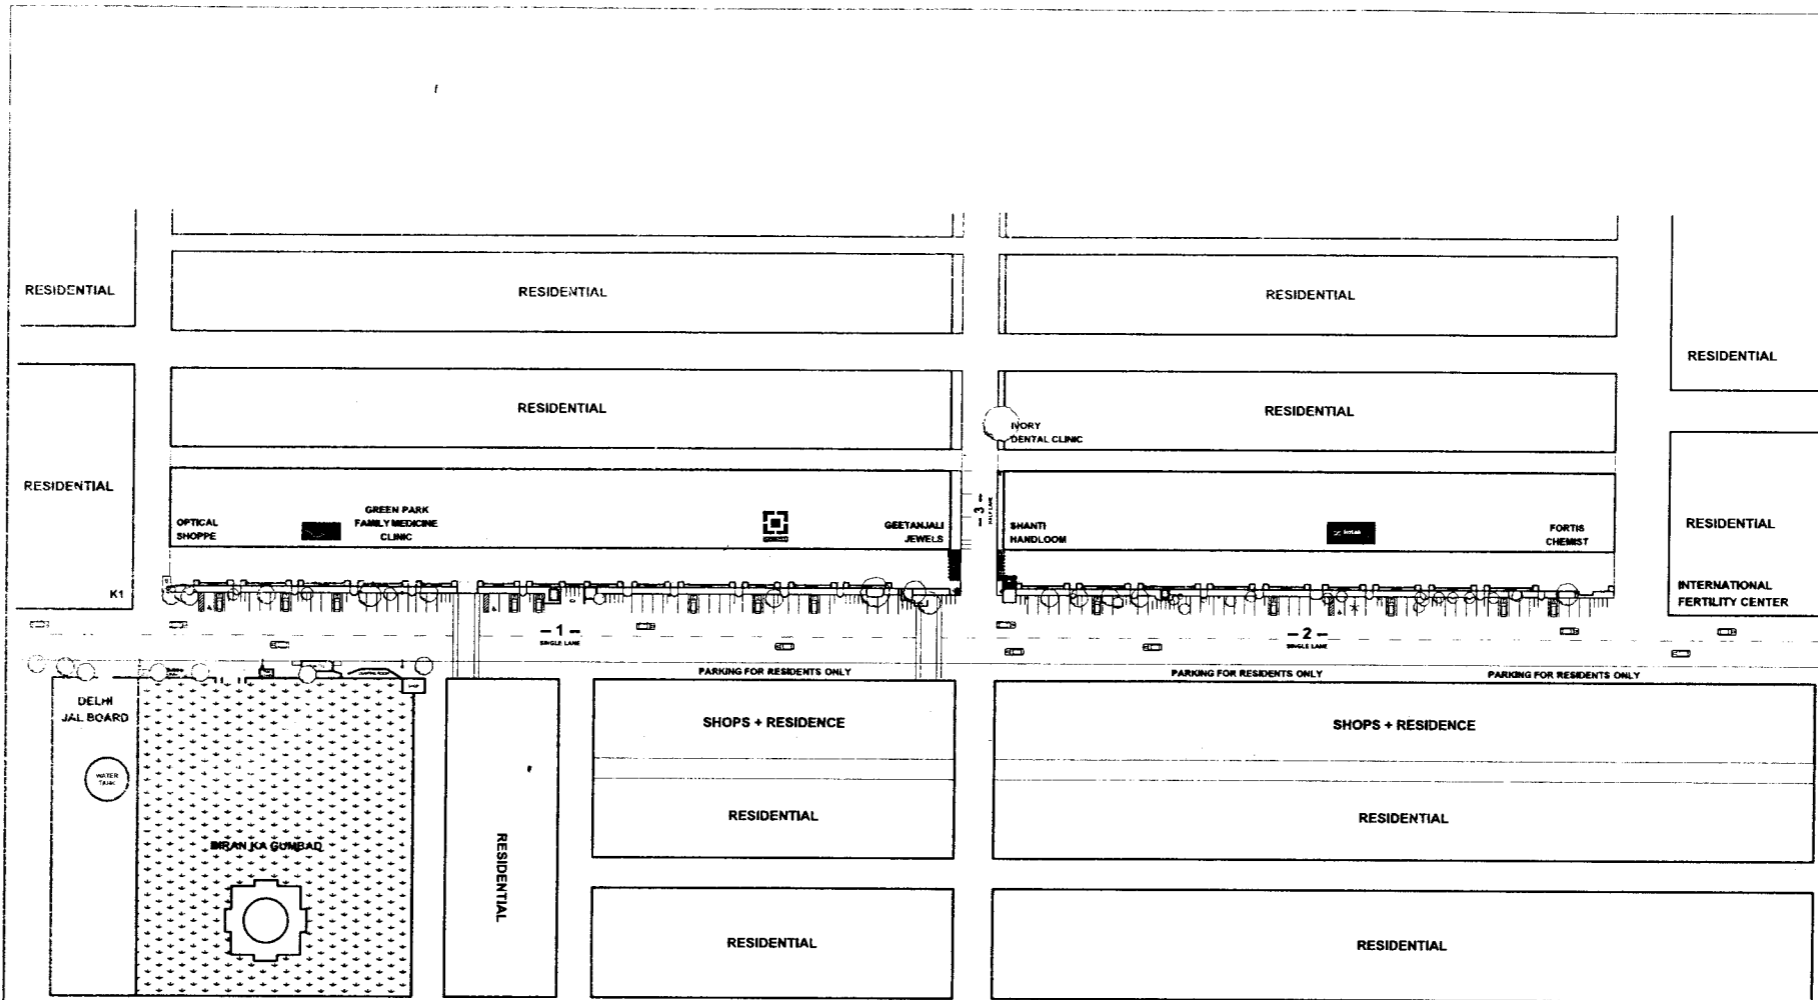 RESIDENTIAL
RESIDENTIAL
RESIDENTIAL
RESIDENTIAL
RESIDENTIAL
RESIDENTIAL
IVORY
DENTAL CLINIC
RESIDENTIAL
OPTICAL
SHOPPE
GREEN PARK
FAMILY MEDICINE
CLINIC
GEETANJALI
JEWELS
- 3 -
HALF LANE
SHANTI
HANDLOOM
FORTIS
CHEMIST
RESIDENTIAL
K1
INTERNATIONAL
FERTILITY CENTER
- 1 -
SINGLE LANE
- 2 -
SINGLE LANE
PARKING FOR RESIDENTS ONLY
PARKING FOR RESIDENTS ONLY
PARKING FOR RESIDENTS ONLY
DELHI
JAL BOARD
SHOPS + RESIDENCE
SHOPS + RESIDENCE
WATER
TANK
RESIDENTIAL
RESIDENTIAL
BIRAN KA GUMBAD
RESIDENTIAL
RESIDENTIAL
RESIDENTIAL